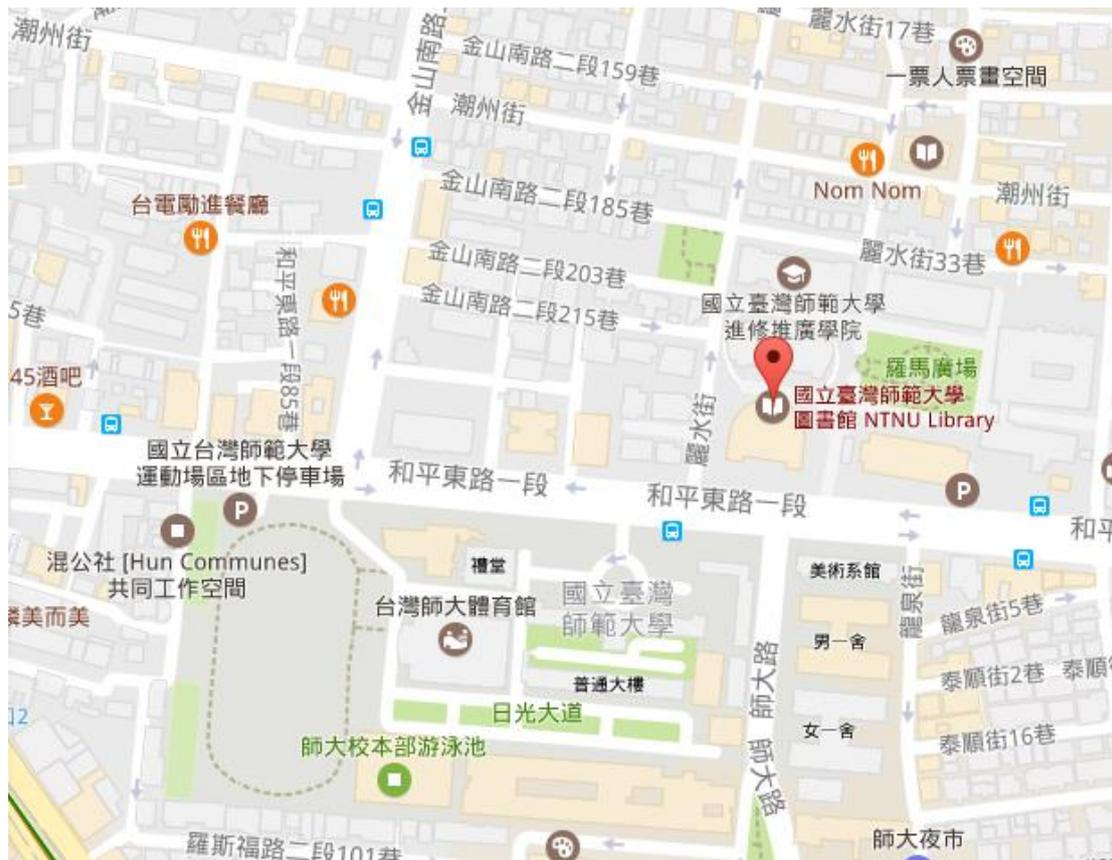 潮州街
金山南路
金山南路二段159巷
麗水街17巷
一票人票畫空間
潮州街
Nom Nom
潮州街
台電勵進餐廳
金山南路二段185巷
麗水街33巷
和平東路一段85巷
金山南路二段203巷
金山南路二段215巷
國立臺灣師範大學
進修推廣學院
5巷
羅馬廣場
45酒吧
國立臺灣師範大學
圖書館 NTNU Library
麗水街
國立台灣師範大學
運動場區地下停車場
P
P
和平東路一段
和平東路一段
和平
混公社 [Hun Communes]
共同工作空間
禮堂
國立臺灣
師範大學
美術系館
龍泉街
龍泉街5巷
台灣師大體育館
美而美
男一舍
師大路
泰順街2巷
泰順
普通大樓
日光大道
女一舍
泰順街16巷
師大校本部游泳池
師大路
羅斯福路二段101巷
師大夜市